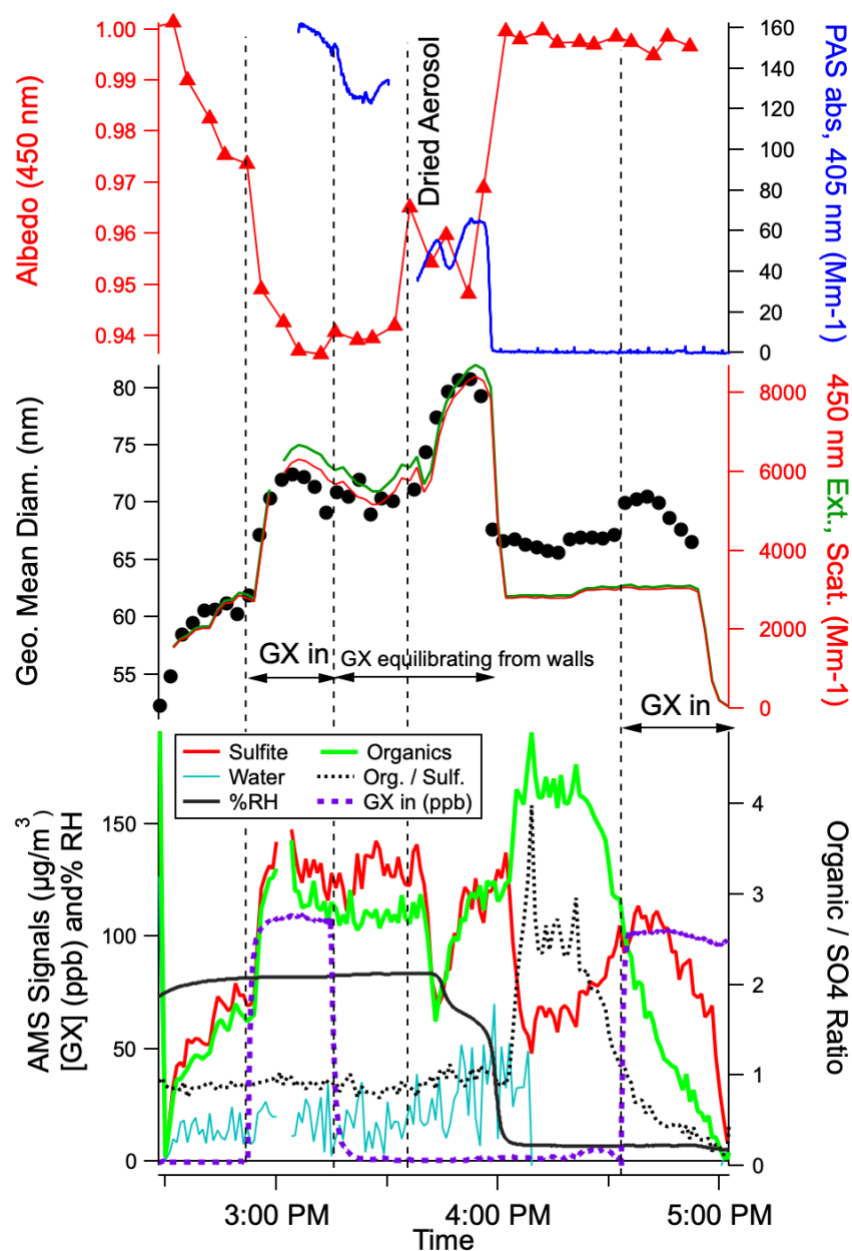 1.00
0.99
0.98
0.97
0.96
0.95
0.94
Albedo (450 nm)
Dried Aerosol
160
140
120
100
80
60
40
20
0
PAS abs, 405 nm (Mm-1)
80
75
70
65
60
55
Geo. Mean Diam. (nm)
GX in
GX equilibrating from walls
GX in
8000
6000
4000
2000
0
450 nm Ext., Scat. (Mm-1)
Sulfite Organics
Water Org. / Sulf.
%RH GX in (ppb)
150
100
50
0
AMS Signals (µg/m³)
[GX] (ppb) and% RH
4
3
2
1
0
Organic / SO4 Ratio
3:00 PM 4:00 PM 5:00 PM
Time